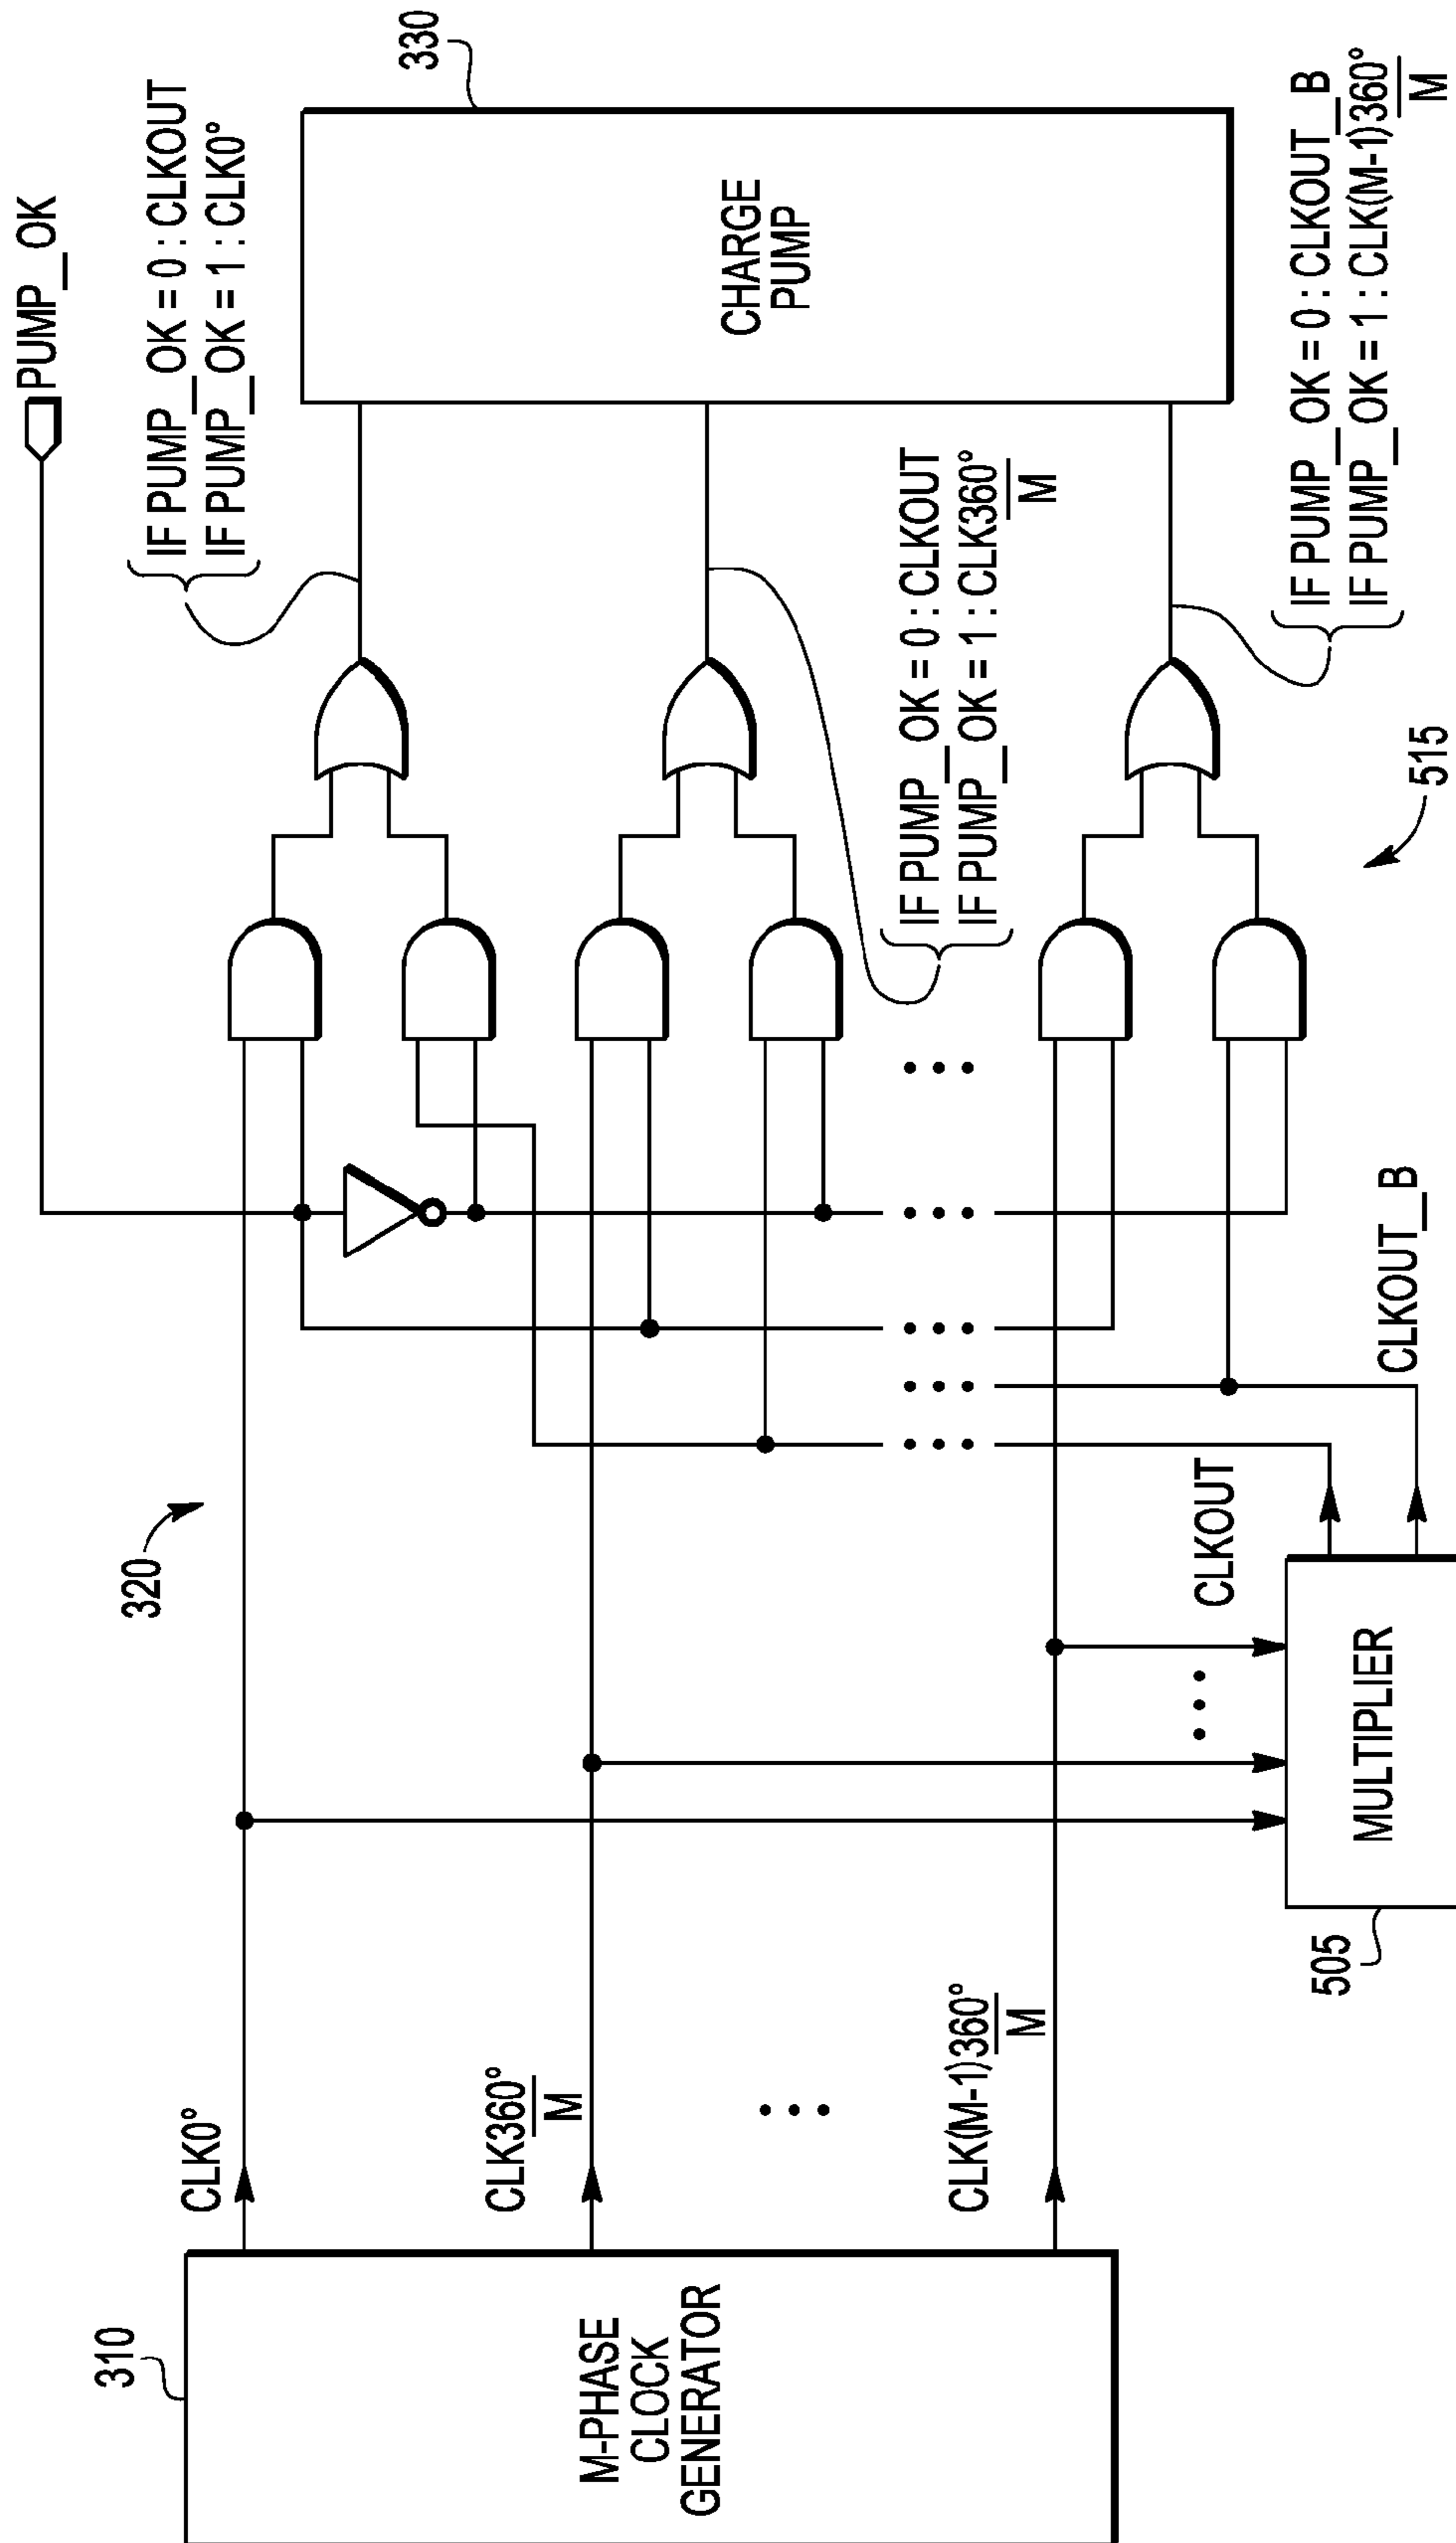 PUMP_OK
IF PUMP_OK = 0 : CLKOUT
IF PUMP_OK = 1 : CLK0°
330
CHARGE
PUMP
IF PUMP_OK = 0 : CLKOUT
IF PUMP_OK = 1 : CLK360°
M
IF PUMP_OK = 0 : CLKOUT_B
IF PUMP_OK = 1 : CLK(M-1)360°
M
515
320
CLKOUT
CLKOUT_B
MULTIPLIER
505
CLK0°
CLK360°
M
CLK(M-1)360°
M
310
M-PHASE
CLOCK
GENERATOR